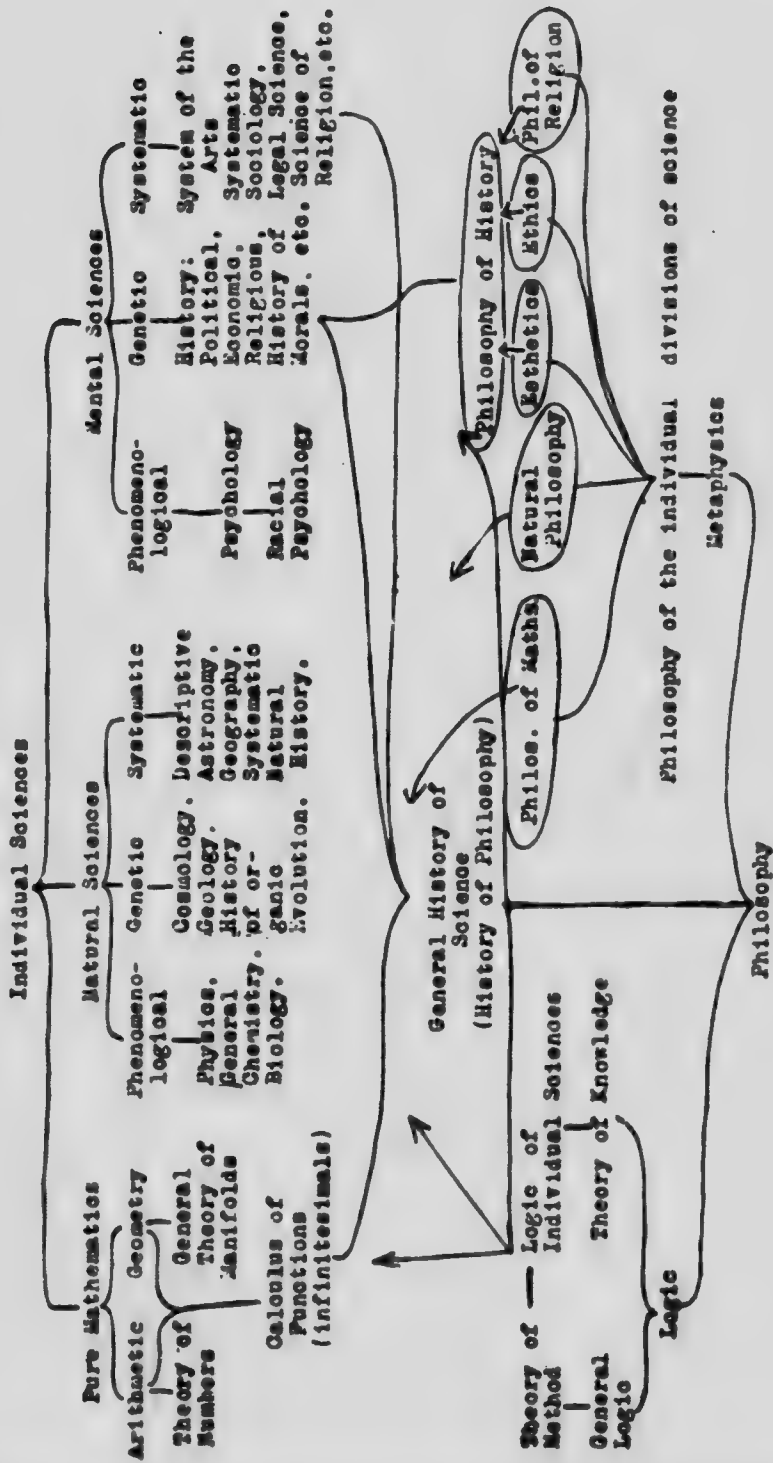 Individual Sciences
Pure Mathematics
Natural Sciences
Mental Sciences
Arithmetic
Geometry
Phenomeno-
logical
Genetic
Systematic
Phenomeno-
logical
Genetic
Systematic
Theory of
Numbers
General
Theory of
Manifolds
Physics,
General
Chemistry.
Biology.
Cosmology.
Geology.
History
of or-
ganic
Evolution.
Descriptive
Astronomy,
Geography,
Systematic
Natural
History.
Psychology
Racial
Psychology
History:
Political,
Economic,
Religious,
History of
Morals. etc.
System of the
Arts
Systematic
Sociology,
Legal Science,
Science of
Religion,etc.
Calculus of
Functions
(infinitesimals)
General History of
Science
(History of Philosophy)
Philosophy of History
Theory of
Method
Logic of
Individual Sciences
Philos. of Maths
Natural
Philosophy
Esthetics
Ethics
Phil.of
Religion
General
Logic
Theory of Knowledge
Logic
Philosophy of the individual divisions of science
Metaphysics
Philosophy